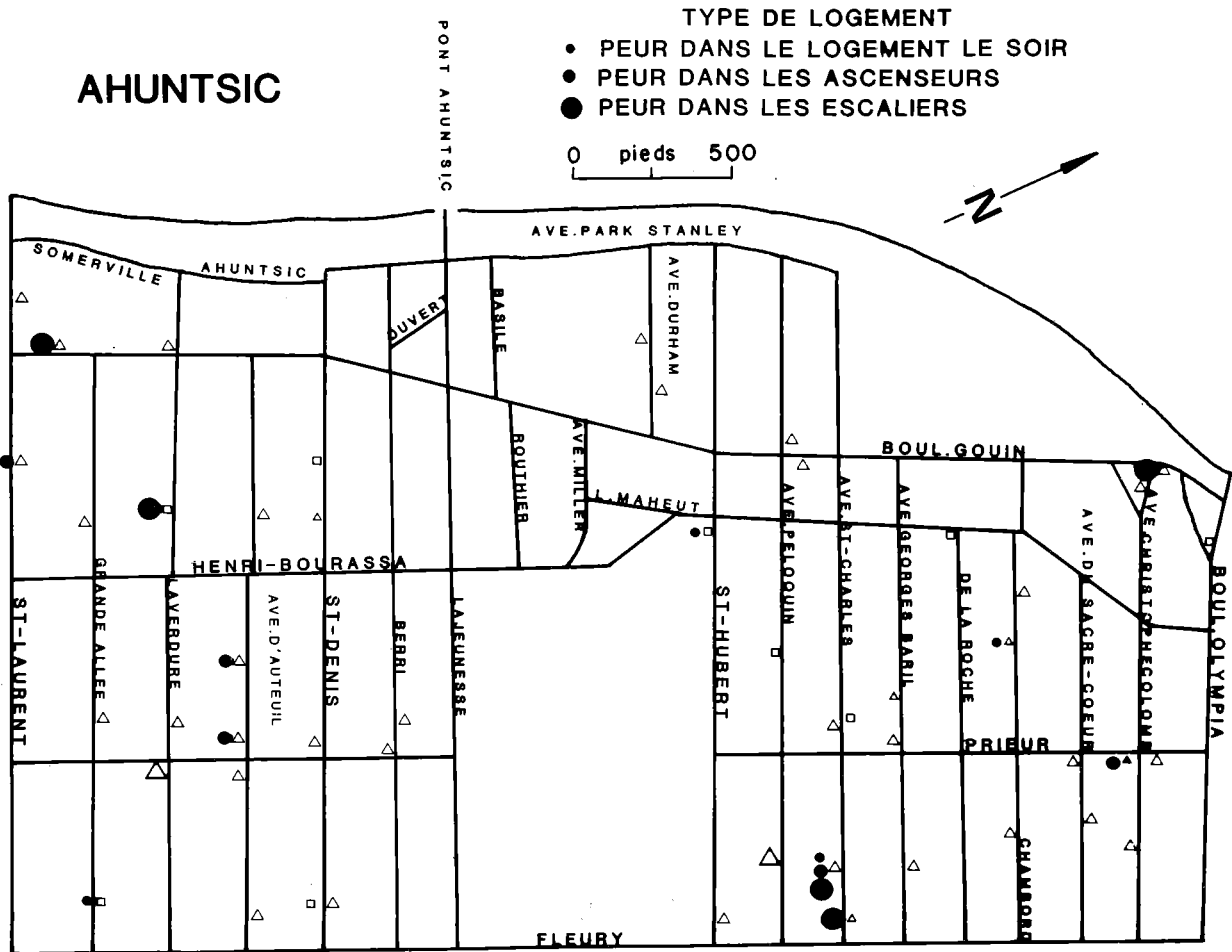 TYPE DE LOGEMENT
PEUR DANS LE LOGEMENT LE SOIR
PEUR DANS LES ASCENSEURS
PEUR DANS LES ESCALIERS
AHUNTSIC
PONT AHUNTSIC
0 pieds 500
N
AVE. PARK STANLEY
SOMERVILLE
AHUNTSIC
OUVERT
BASILE
AVE. DURHAM
ROUTHIER
AVE. MILLER
L. MAHEUT
BOUL. GOUIN
HENRI-BOURASSA
ST-LAURENT
GRANDE ALLEE
LAVERDURE
AVE. D'AUTEUIL
ST-DENIS
BERRI
LAJEUNESSE
ST-HUBERT
AVE. PELOQUIN
AVE. ST-CHARLES
AVE. GEORGES BARIL
DE LA ROCHE
CHAMBORD
AVE. DU SACRE-COEUR
AVE. CHRISTOPHE COLOMB
BOUL. OLYMPIA
PRIEUR
FLEURY